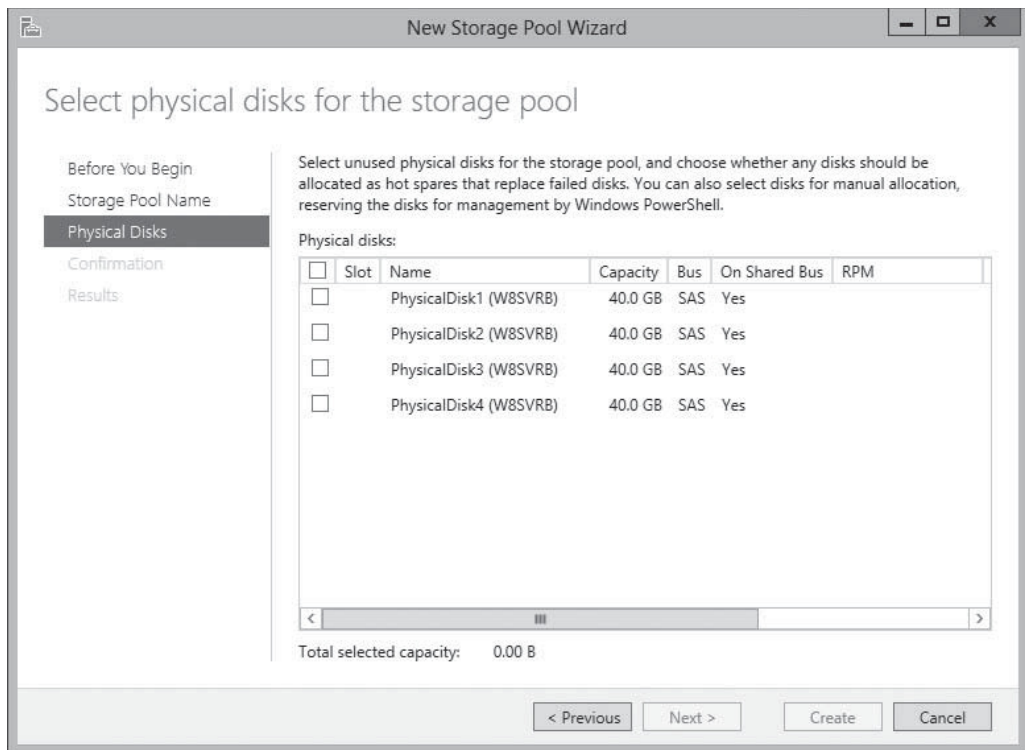 New Storage Pool Wizard
Select physical disks for the storage pool
Before You Begin
Storage Pool Name
Physical Disks
Confirmation
Results
Select unused physical disks for the storage pool, and choose whether any disks should be
allocated as hot spares that replace failed disks. You can also select disks for manual allocation,
reserving the disks for management by Windows PowerShell.
Physical disks:
Slot Name Capacity Bus On Shared Bus RPM
PhysicalDisk1 (W8SVRB) 40.0 GB SAS Yes
PhysicalDisk2 (W8SVRB) 40.0 GB SAS Yes
PhysicalDisk3 (W8SVRB) 40.0 GB SAS Yes
PhysicalDisk4 (W8SVRB) 40.0 GB SAS Yes
Total selected capacity: 0.00 B
< Previous Next > Create Cancel